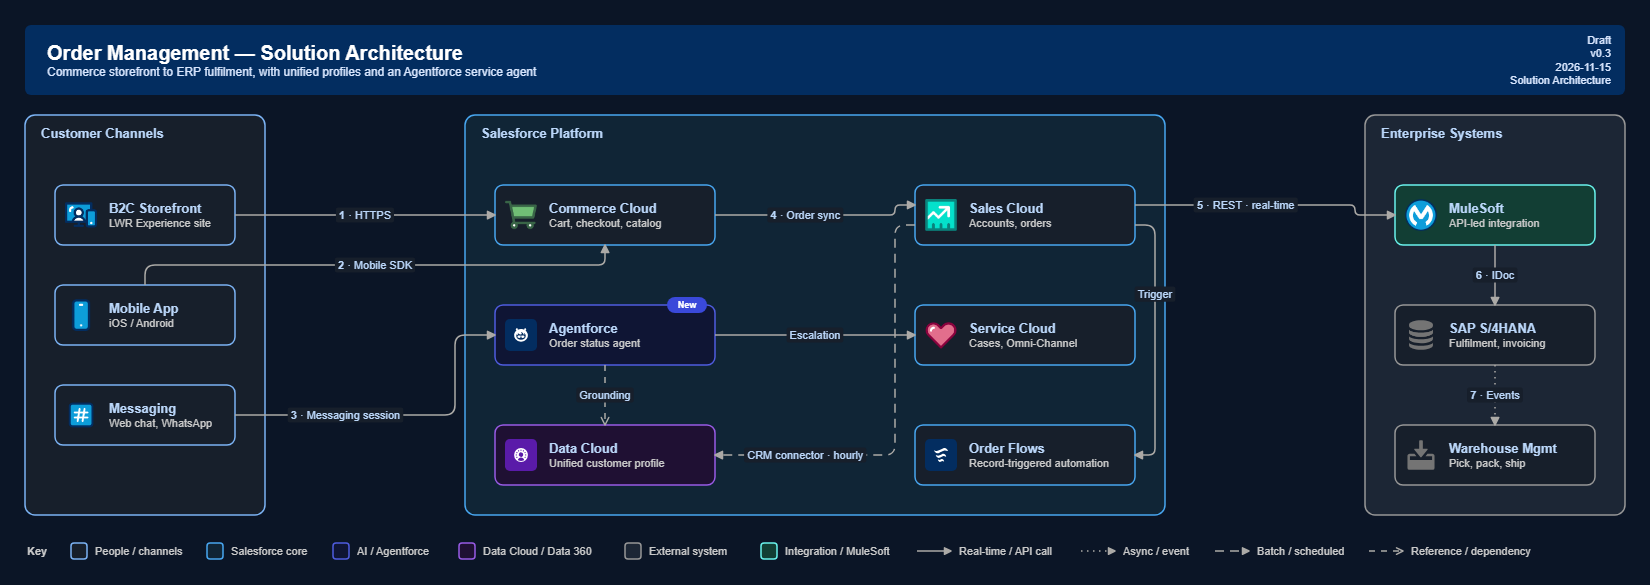 Order Management — Solution Architecture
Commerce storefront to ERP fulfilment, with unified profiles and an Agentforce service agent
Draft
v0.3
2026-11-15
Solution Architecture
Customer Channels
B2C Storefront
LWR Experience site
Mobile App
iOS / Android
Messaging
Web chat, WhatsApp
1 · HTTPS
2 · Mobile SDK
3 · Messaging session
Salesforce Platform
Commerce Cloud
Cart, checkout, catalog
4 · Order sync
Sales Cloud
Accounts, orders
New
Agentforce
Order status agent
Escalation
Service Cloud
Cases, Omni-Channel
Trigger
Grounding
Data Cloud
Unified customer profile
CRM connector · hourly
Order Flows
Record-triggered automation
5 · REST · real-time
Enterprise Systems
MuleSoft
API-led integration
6 · IDoc
SAP S/4HANA
Fulfilment, invoicing
7 · Events
Warehouse Mgmt
Pick, pack, ship
Key
People / channels
Salesforce core
AI / Agentforce
Data Cloud / Data 360
External system
Integration / MuleSoft
Real-time / API call
Async / event
Batch / scheduled
Reference / dependency